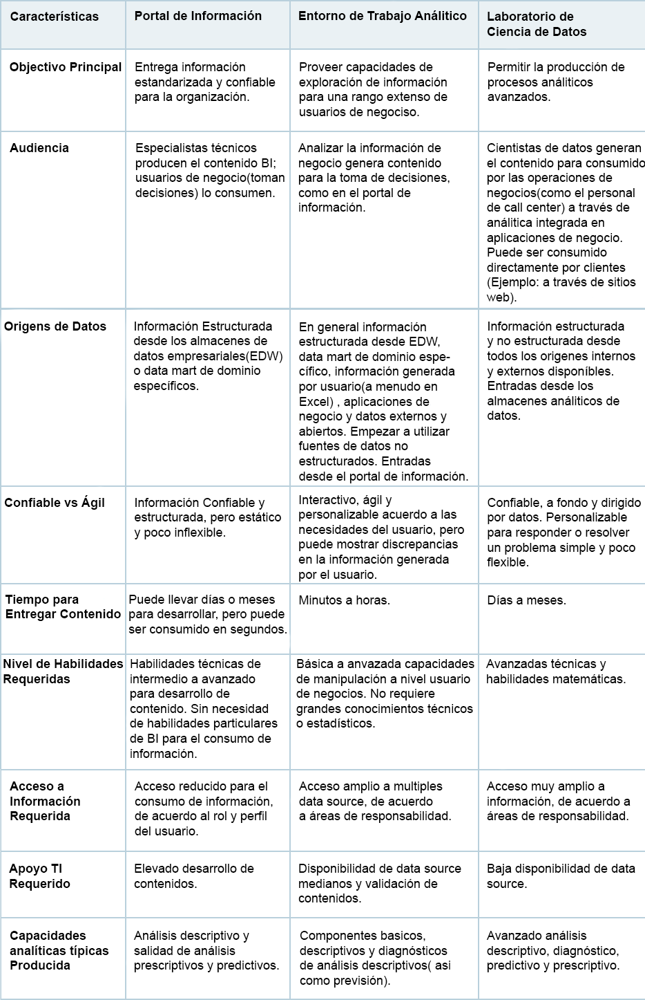 Características
Portal de Información
Entorno de Trabajo Análitico
Laboratorio de
Ciencia de Datos
Objectivo Principal
Entrega información
estandarizada y confiable
para la organización.
Proveer capacidades de
exploración de información
para una rango extenso de
usuarios de negociso.
Permitir la producción de
procesos análiticos
avanzados.
Audiencia
Especialistas técnicos
producen el contenido BI;
usuarios de negocio(toman
decisiones) lo consumen.
Analizar la información de
negocio genera contenido
para la toma de decisiones,
como en el portal de
información.
Cientistas de datos generan
el contenido para consumido
por las operaciones de
negocios(como el personal
de call center) a través de
análitica integrada en
aplicaciones de negocio.
Puede ser consumido
directamente por clientes
(Ejemplo: a través de sitios
web).
Origens de Datos
Información Estructurada
desde los almacenes de
datos empresariales(EDW)
o data mart de dominio
específicos.
En general información
estructurada desde EDW,
data mart de dominio espe-
cífico, información generada
por usuario(a menudo en
Excel) , aplicaciones de
negocio y datos externos y
abiertos. Empezar a utilizar
fuentes de datos no
estructurados. Entradas
desde el portal de información.
Información estructurada
y no estructurada desde
todos los origenes internos
y externos disponíbles.
Entradas desde los
almacenes análiticos de
datos.
Confiable vs Ágil
Información Confiable y
estructurada, pero estático
y poco inflexible.
Interactivo, ágil y
personalizable acuerdo a las
necesidades del usuario, pero
puede mostrar discrepancias
en la información generada
por el usuario.
Confiable, a fondo y dirigido
por datos. Personalizable
para responder o resolver
un problema simple y poco
flexible.
Tiempo para
Entregar Contenido
Puede llevar días o meses
para desarrollar, pero puede
ser consumido en segundos.
Minutos a horas.
Días a meses.
Nivel de Habilidades
Requeridas
Habilidades técnicas de
intermedio a avanzado
para desarrollo de
contenido. Sin necesidad
de habilidades particulares
de BI para el consumo de
información.
Básica a anvazada capacidades
de manipulación a nivel usuario
de negocios. No requiere
grandes conocimientos técnicos
o estadísticos.
Avanzadas técnicas y
habilidades matemáticas.
Acceso a
Información
Requerida
Acceso reducido para el
consumo de información,
de acuerdo al rol y perfil
del usuario.
Acceso amplio a multiples
data source, de acuerdo
a áreas de responsabilidad.
Acceso muy amplio a
información, de acuerdo a
áreas de responsabilidad.
Apoyo TI
Requerido
Elevado desarrollo de
contenidos.
Disponibilidad de data source
medianos y validación de
contenidos.
Baja disponibilidad de data
source.
Capacidades
analíticas típicas
Producida
Análisis descriptivo y
salidad de análisis
prescriptivos y predictivos.
Componentes basicos,
descriptivos y diagnósticos
de análisis descriptivos( asi
como previsión).
Avanzado análisis
descriptivo, diagnóstico,
predictivo y prescriptivo.